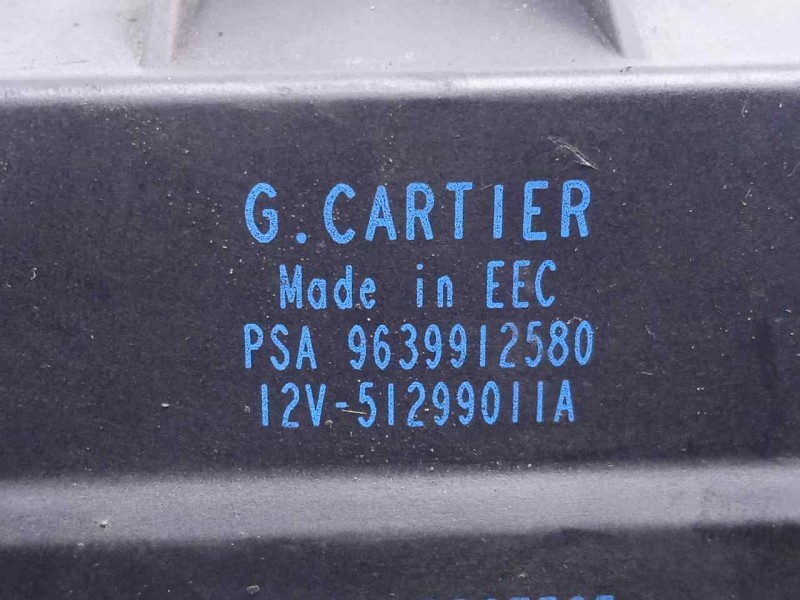 G. CARTIER
Made in EEC
PSA 9639912580
12V-51299011A